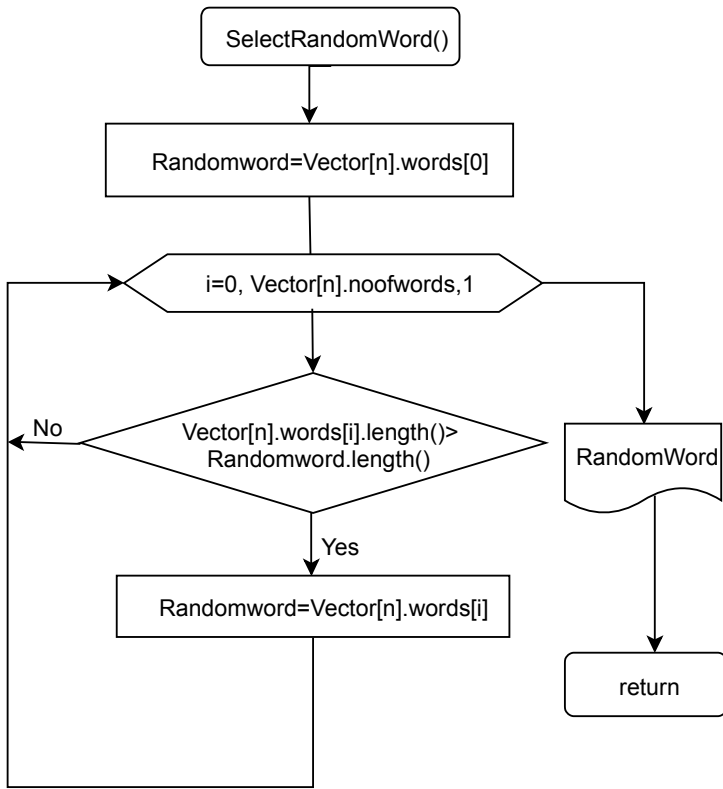 SelectRandomWord()
Randomword=Vector[n].words[0]
i=0, Vector[n].noofwords,1
No
Vector[n].words[i].length()>
Randomword.length()
RandomWord
Yes
Randomword=Vector[n].words[i]
return